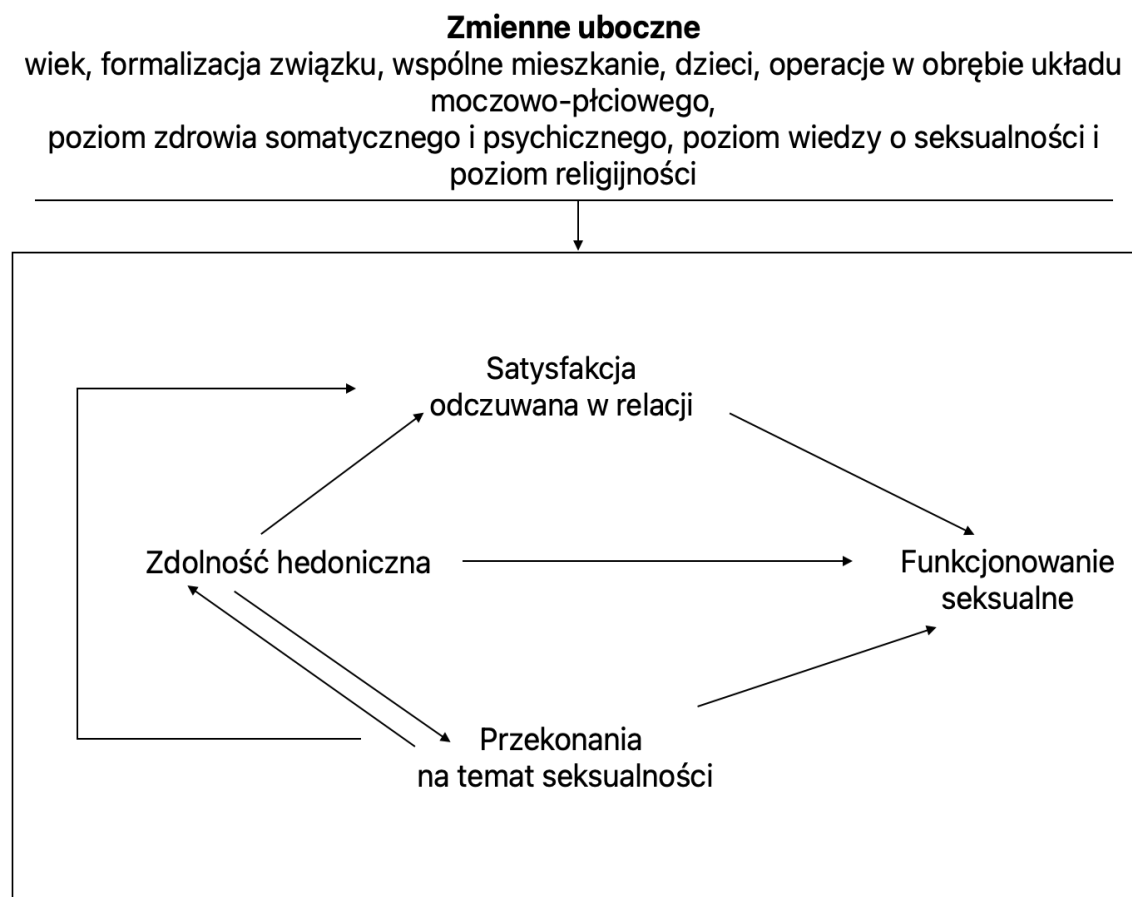 Zmienne uboczne
wiek, formalizacja związku, wspólne mieszkanie, dzieci, operacje w obrębie układu
moczowo-płciowego,
poziom zdrowia somatycznego i psychicznego, poziom wiedzy o seksualności i
poziom religijności
Satysfakcja
odczuwana w relacji
Zdolność hedoniczna
Funkcjonowanie
seksualne
Przekonania
na temat seksualności